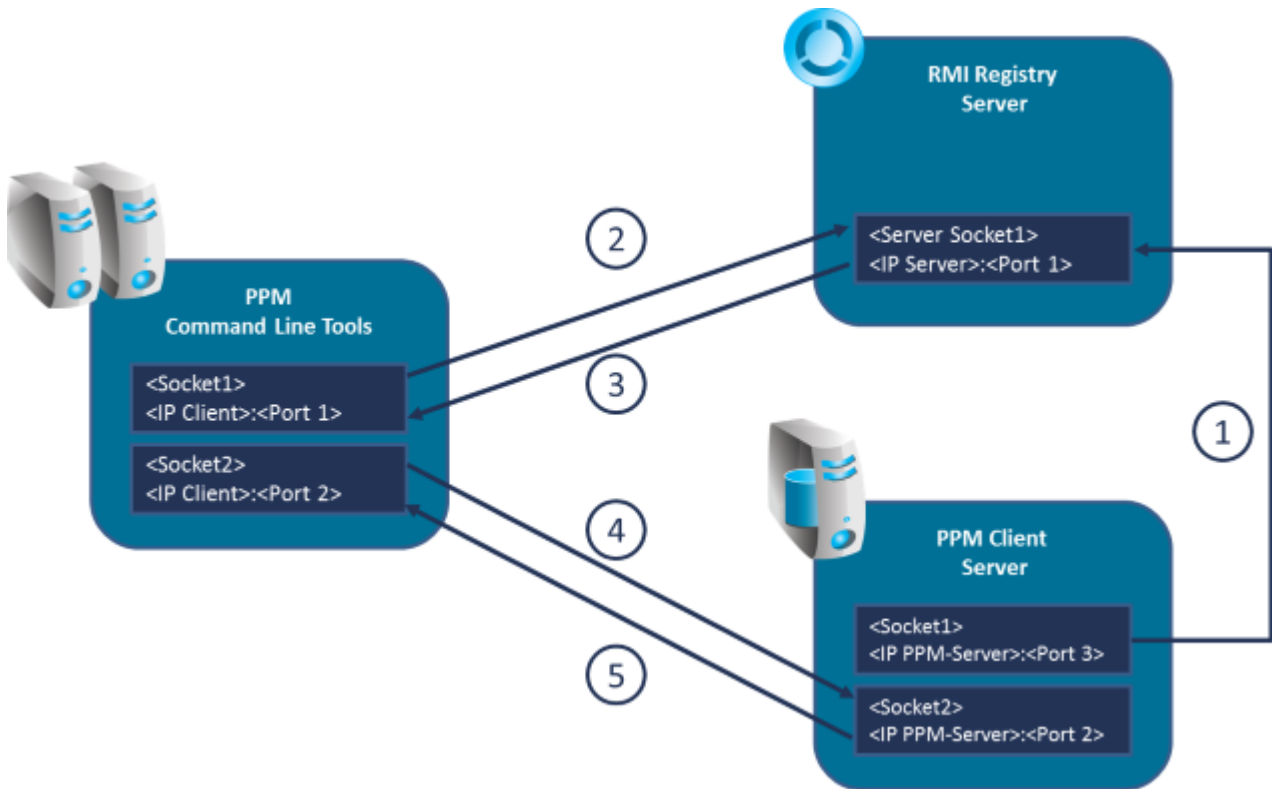 RMI Registry
Server
<Server Socket1>
<IP Server>:<Port 1>
2
PPM
Command Line Tools
<Socket1>
<IP Client>:<Port 1>
<Socket2>
<IP Client>:<Port 2>
3
1
4
PPM Client
Server
<Socket1>
<IP PPM-Server>:<Port 3>
5
<Socket2>
<IP PPM-Server>:<Port 2>